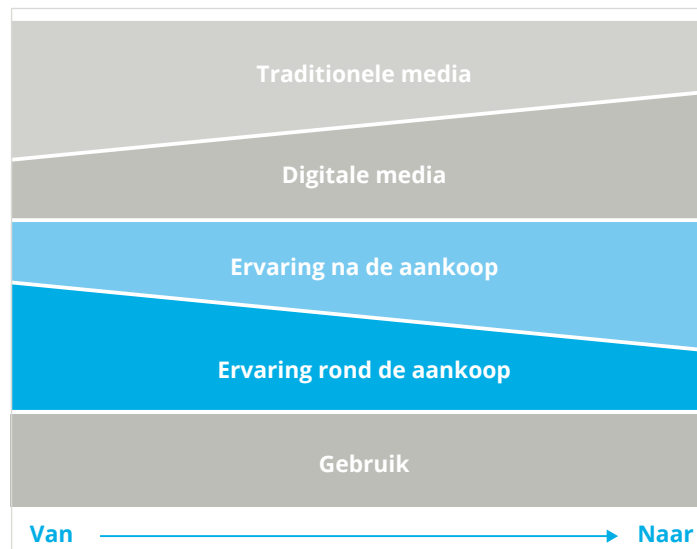 Traditionele media
Digitale media
Ervaring na de aankoop
Ervaring rond de aankoop
Gebruik
Van Naar